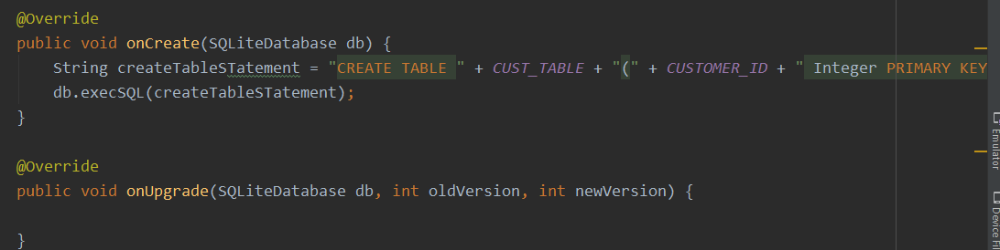 @Override
public void onCreate(SQLiteDatabase db) {
String createTableSTatement = "CREATE TABLE " + CUST_TABLE + "(" + CUSTOMER_ID + " Integer PRIMARY KEY
db.execSQL(createTableSTatement);
}
@Override
public void onUpgrade(SQLiteDatabase db, int oldVersion, int newVersion) {
}
Emulator
Device